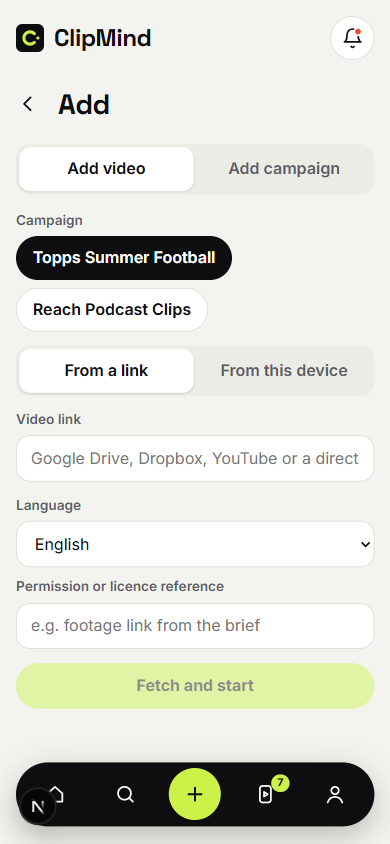 ClipMind
Add
Add video
Add campaign
Campaign
Topps Summer Football
Reach Podcast Clips
From a link
From this device
Video link
Google Drive, Dropbox, YouTube or a direct
Language
English
Permission or licence reference
e.g. footage link from the brief
Fetch and start
7
N